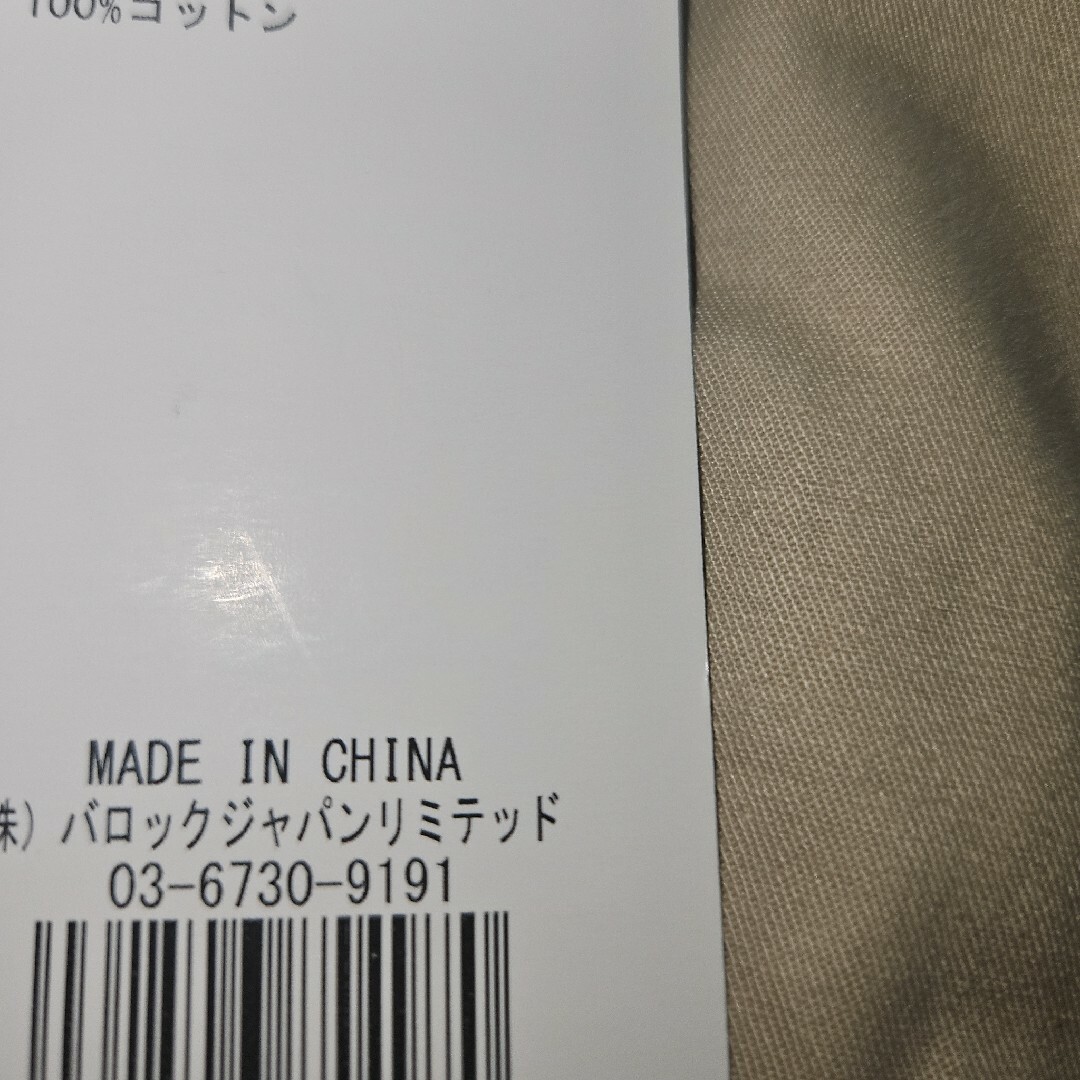 100%コットン
MADE IN CHINA
株) バロックジャパンリミテッド
03-6730-9191